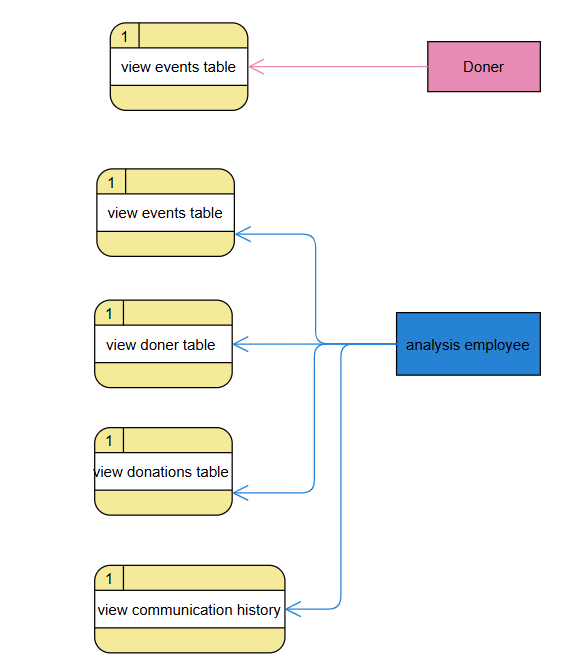 1
view events table
Doner
1
view events table
1
view doner table
analysis employee
1
view donations table
1
view communication history